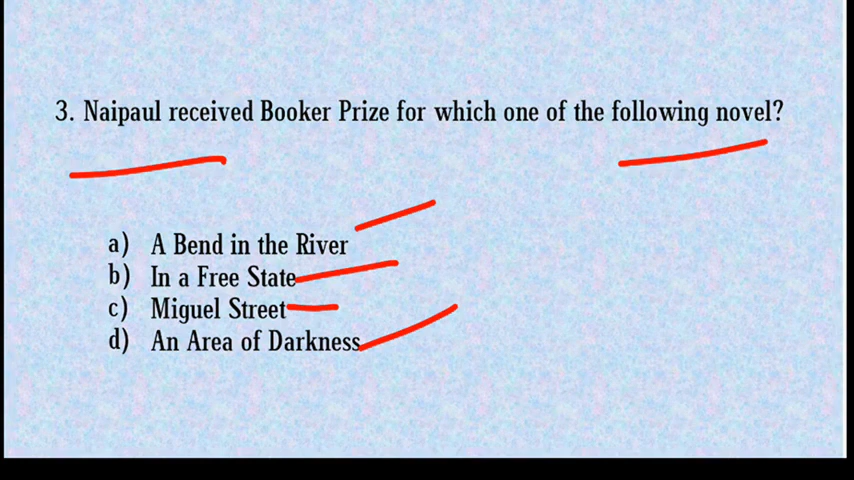 3. Naipaul received Booker Prize for which one of the following novel?
a) A Bend in the River
b) In a Free State
c) Miguel Street
d) An Area of Darkness